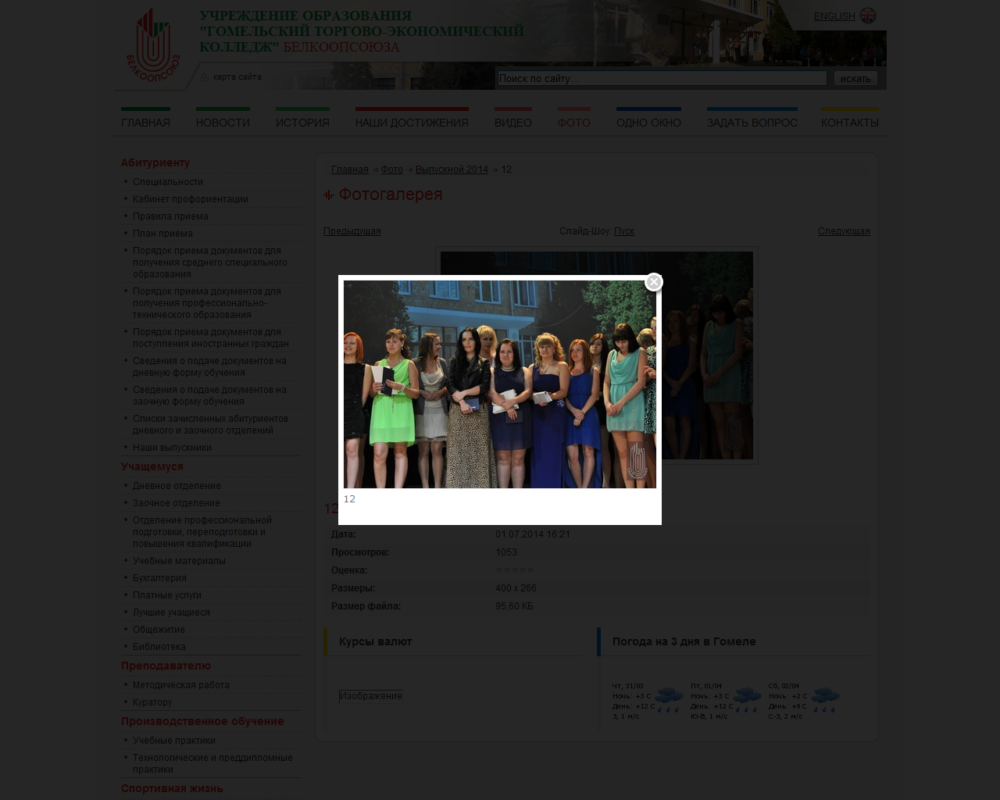 УЧРЕЖДЕНИЕ ОБРАЗОВАНИЯ
"ГОМЕЛЬСКИЙ ТОРГОВО-ЭКОНОМИЧЕСКИЙ
КОЛЛЕДЖ" БЕЛКООПСОЮЗА
БЕЛКООПСОЮЗ
ENGLISH
карта сайта
Поиск по сайту...
искать
ГЛАВНАЯ НОВОСТИ ИСТОРИЯ НАШИ ДОСТИЖЕНИЯ ВИДЕО ФОТО ОДНО ОКНО ЗАДАТЬ ВОПРОС КОНТАКТЫ
Абитуриенту
Специальности
Кабинет профориентации
Правила приема
План приема
Порядок приема документов для
получения среднего специального
образования
Порядок приема документов для
получения профессионально-
технического образования
Порядок приема документов для
поступления иностранных граждан
Сведения о подаче документов на
дневную форму обучения
Сведения о подаче документов на
заочную форму обучения
Списки зачисленных абитуриентов
дневного и заочного отделений
Наши выпускники
Учащемуся
Дневное отделение
Заочное отделение
Отделение профессиональной
подготовки, переподготовки и
повышения квалификации
Учебные материалы
Бухгалтерия
Платные услуги
Лучшие учащиеся
Общежитие
Библиотека
Преподавателю
Методическая работа
Куратору
Производственное обучение
Учебные практики
Технологические и преддипломные
практики
Спортивная жизнь
Главная Фото Выпускной 2014 12
Фотогалерея
Предыдущая Слайд-Шоу: Пуск Следующая
12
12
Дата: 01.07.2014 16:21
Просмотров: 1053
Оценка:
Размеры: 400 x 266
Размер файла: 95,60 КБ
Курсы валют
Изображение
Погода на 3 дня в Гомеле
Чт, 31/03
Ночь: +3 С
День: +12 С
З, 1 м/с
Пт, 01/04
Ночь: +3 С
День: +12 С
Ю-В, 1 м/с
Сб, 02/04
Ночь: +2 С
День: +9 С
С-З, 2 м/с